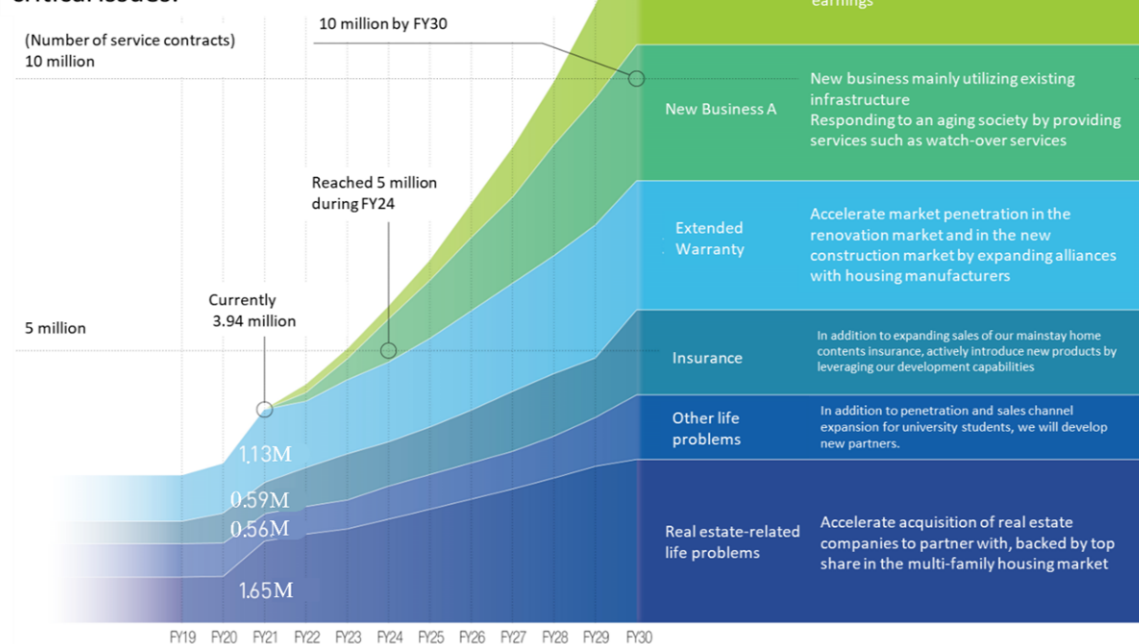 critical issues.
earnings
10 million by FY30
(Number of service contracts)
10 million
New Business A
New business mainly utilizing existing
infrastructure
Responding to an aging society by providing
services such as watch-over services
Reached 5 million
during FY24
Extended
Warranty
Accelerate market penetration in the
renovation market and in the new
construction market by expanding alliances
with housing manufacturers
Currently
3.94 million
5 million
Insurance
In addition to expanding sales of our mainstay home
contents insurance, actively introduce new products by
leveraging our development capabilities
Other life
problems
In addition to penetration and sales channel
expansion for university students, we will develop
new partners.
1.13M
0.59M
0.56M
1.65M
Real estate-related
life problems
Accelerate acquisition of real estate
companies to partner with, backed by top
share in the multi-family housing market
FY19 FY20 FY21 FY22 FY23 FY24 FY25 FY26 FY27 FY28 FY29 FY30